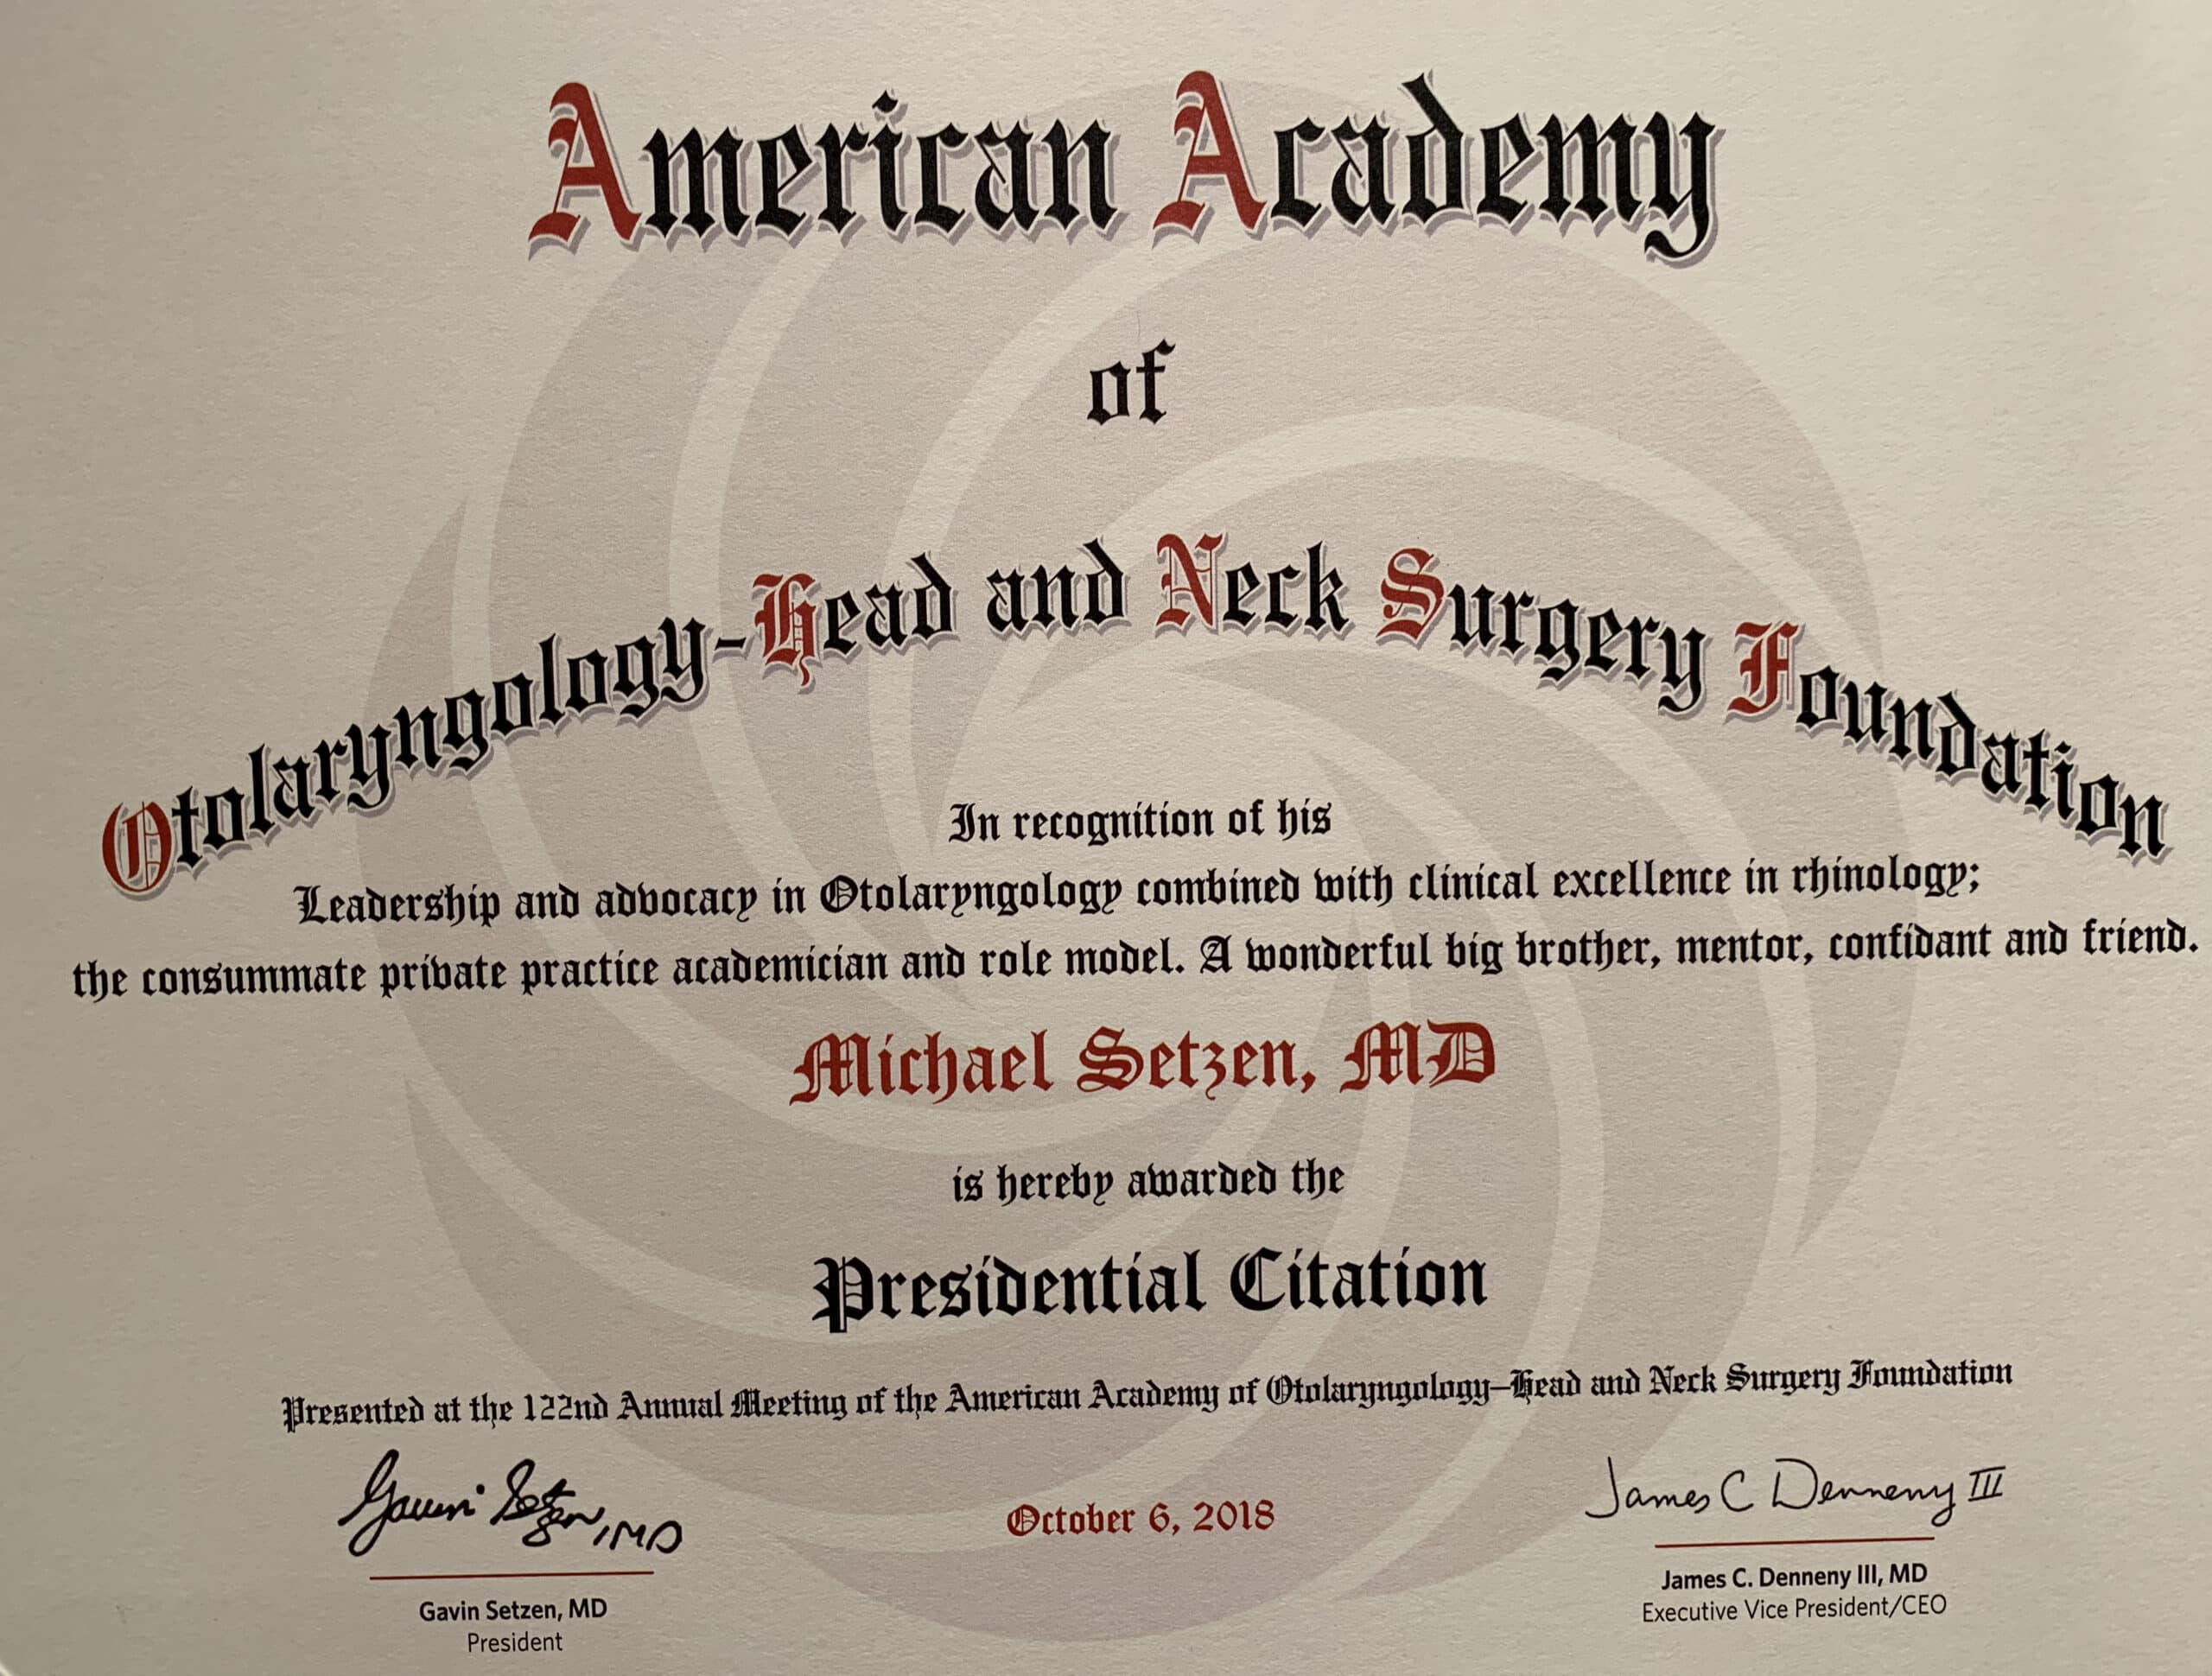 American Academy
of
Otolaryngology-Head and Neck Surgery Foundation
In recognition of his
Leadership and advocacy in Otolaryngology combined with clinical excellence in rhinology;
the consummate private practice academician and role model. A wonderful big brother, mentor, confidant and friend.
Michael Setzen, MD
is hereby awarded the
Presidential Citation
Presented at the 122nd Annual Meeting of the American Academy of Otolaryngology–Head and Neck Surgery Foundation
Gavin Setzen, MD
October 6, 2018
James C Denneny III
Gavin Setzen, MD
President
James C. Denneny III, MD
Executive Vice President/CEO